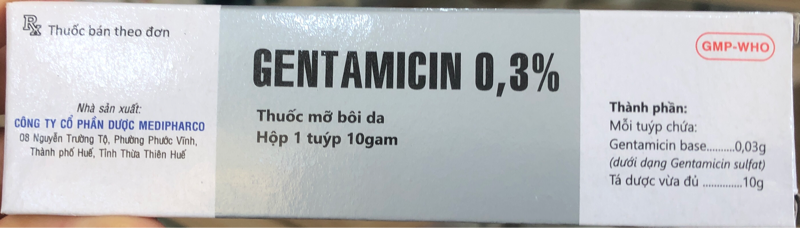 Rx Thuốc bán theo đơn
Nhà sản xuất:
CÔNG TY CỔ PHẦN DƯỢC MEDIPHARCO
08 Nguyễn Trường Tộ, Phường Phước Vĩnh,
Thành phố Huế, Tỉnh Thừa Thiên Huế
GENTAMICIN 0,3%
Thuốc mỡ bôi da
Hộp 1 tuýp 10gam
GMP-WHO
Thành phần:
Mỗi tuýp chứa:
Gentamicin base.........0,03g
(dưới dạng Gentamicin sulfat)
Tá dược vừa đủ .............10g